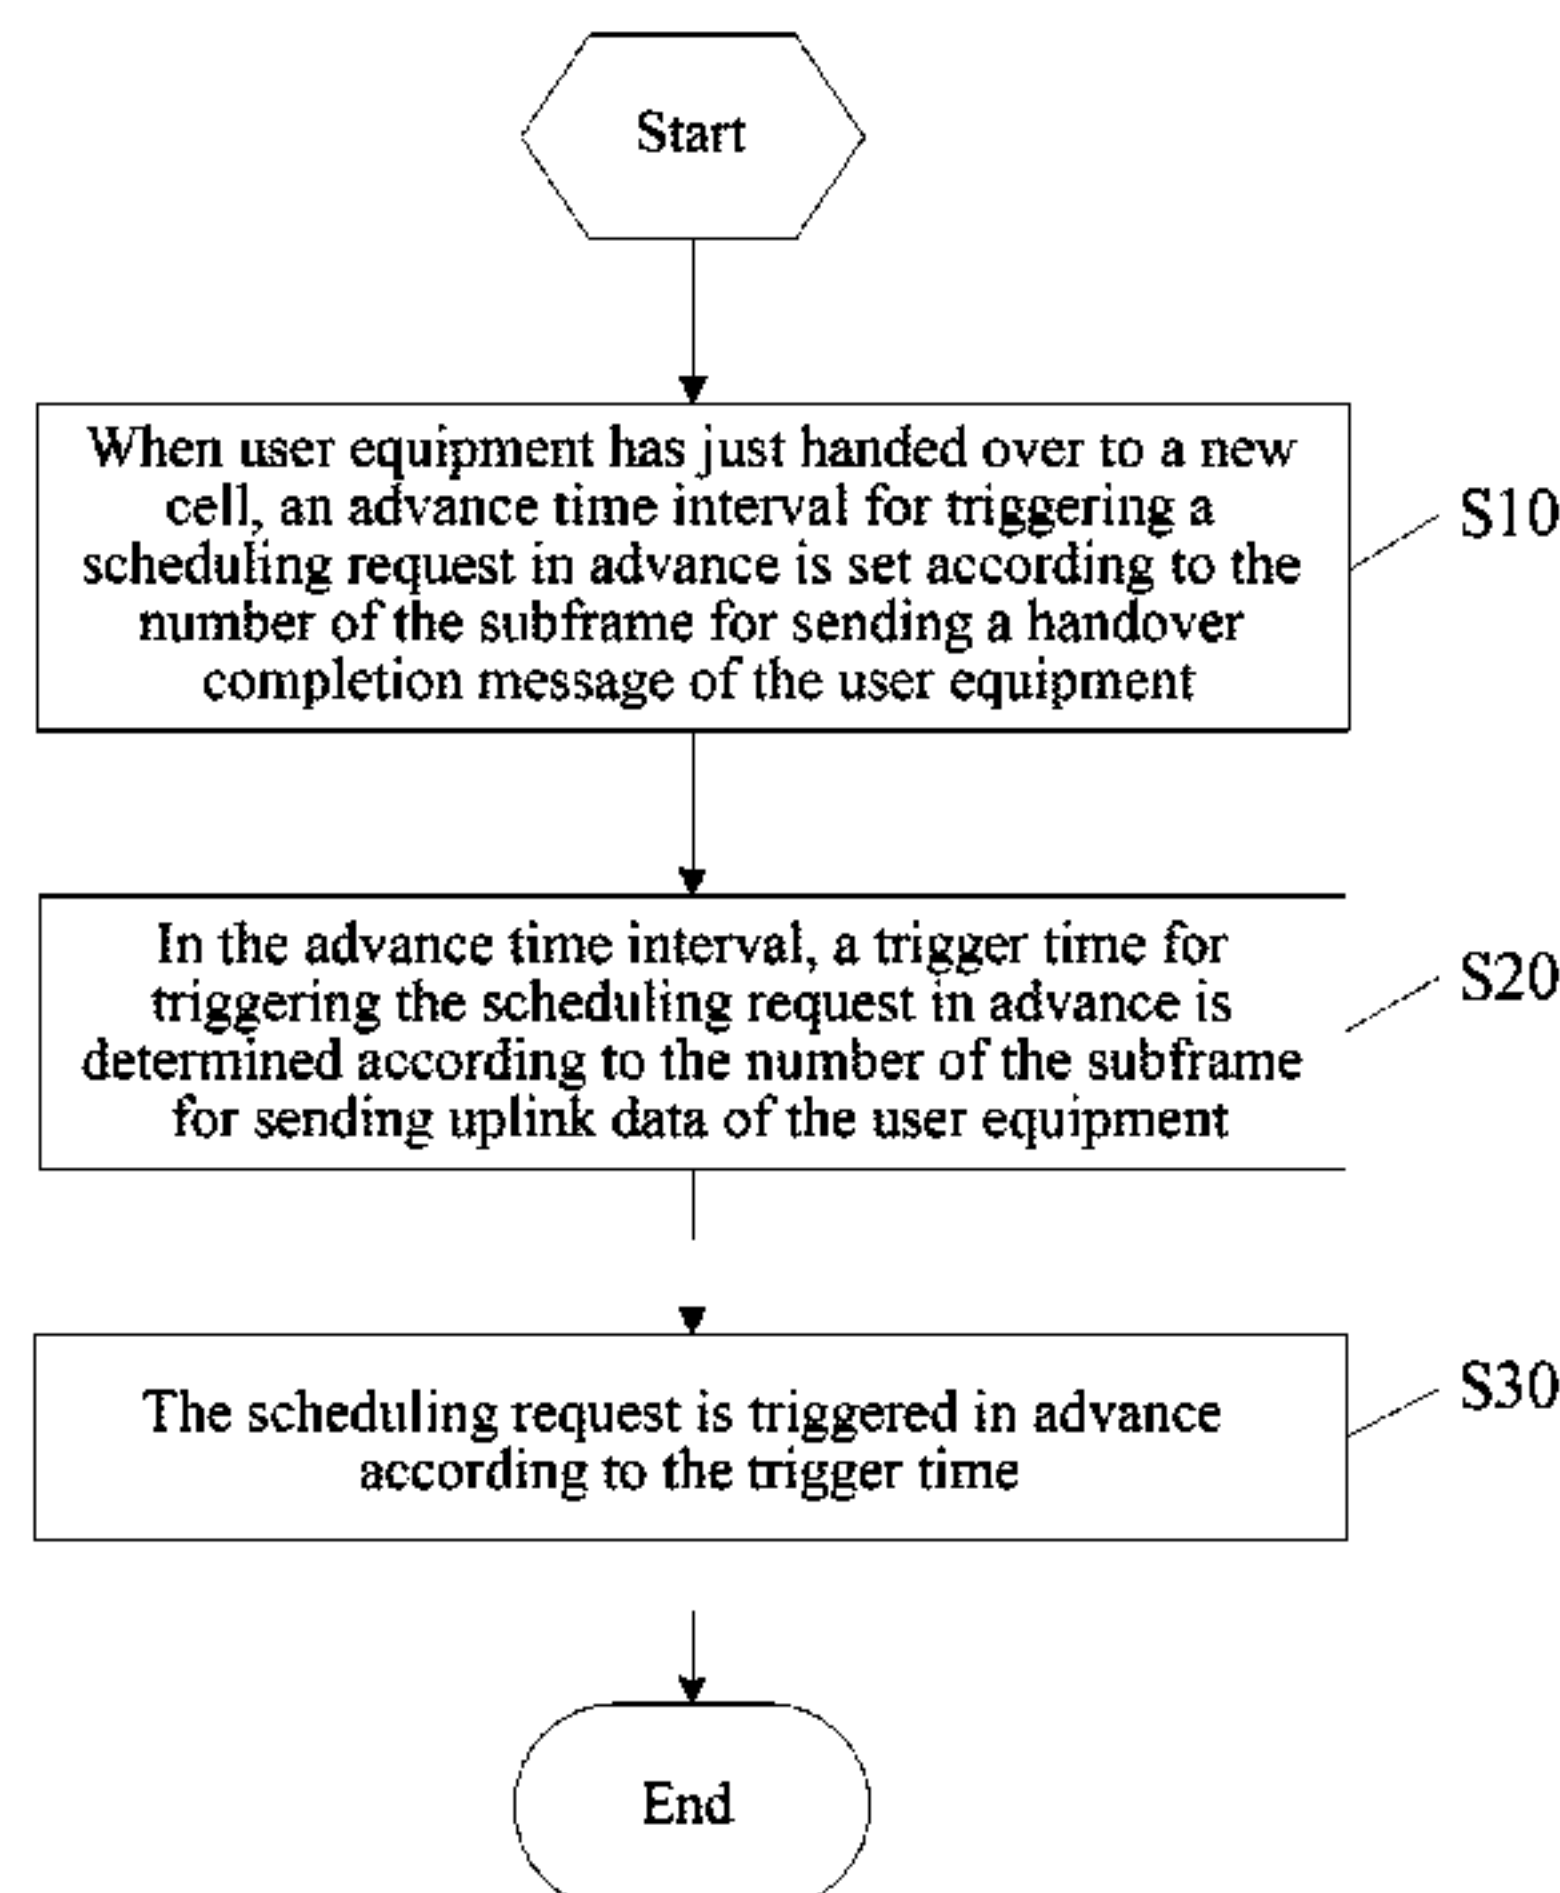 Start
When user equipment has just handed over to a new
cell, an advance time interval for triggering a
scheduling request in advance is set according to the
number of the subframe for sending a handover
completion message of the user equipment
S10
In the advance time interval, a trigger time for
triggering the scheduling request in advance is
determined according to the number of the subframe
for sending uplink data of the user equipment
S20
The scheduling request is triggered in advance
according to the trigger time
S30
End